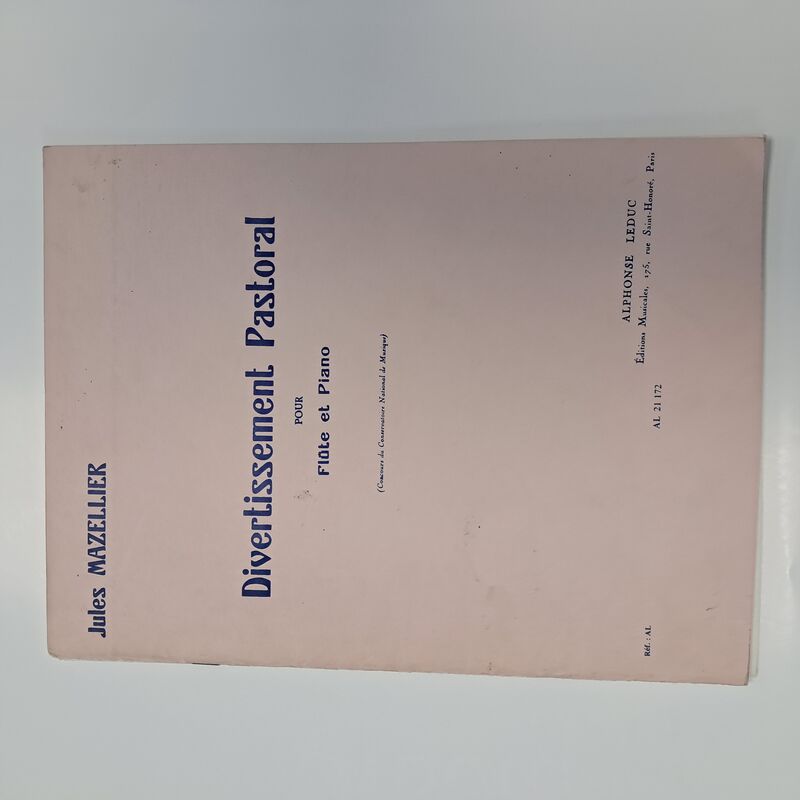 Jules MAZELLIER
Divertissement Pastoral
POUR
Flûte et Piano
(Concours du Conservatoire National de Musique)
ALPHONSE LEDUC
Éditions Musicales, 175, rue Saint-Honoré, Paris
AL 21 172
Réf. : AL